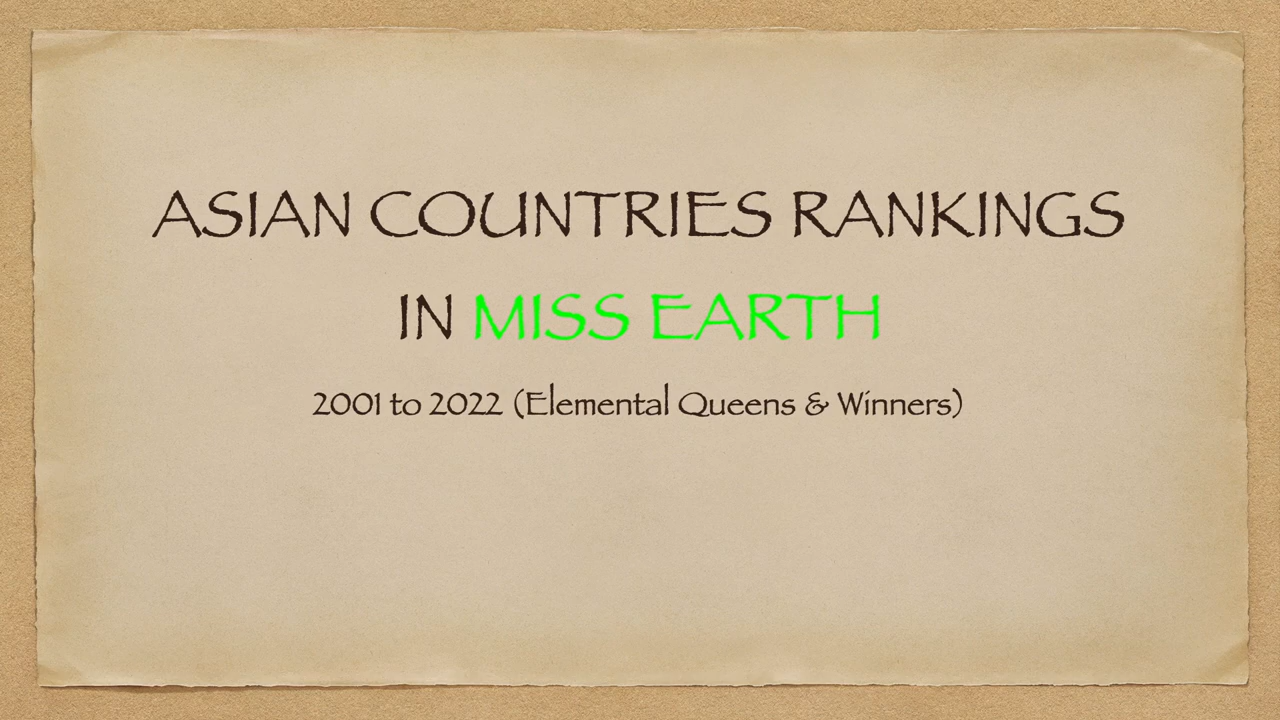 ASIAN COUNTRIES RANKINGS
IN MISS EARTH
2001 to 2022 (Elemental Queens & Winners)